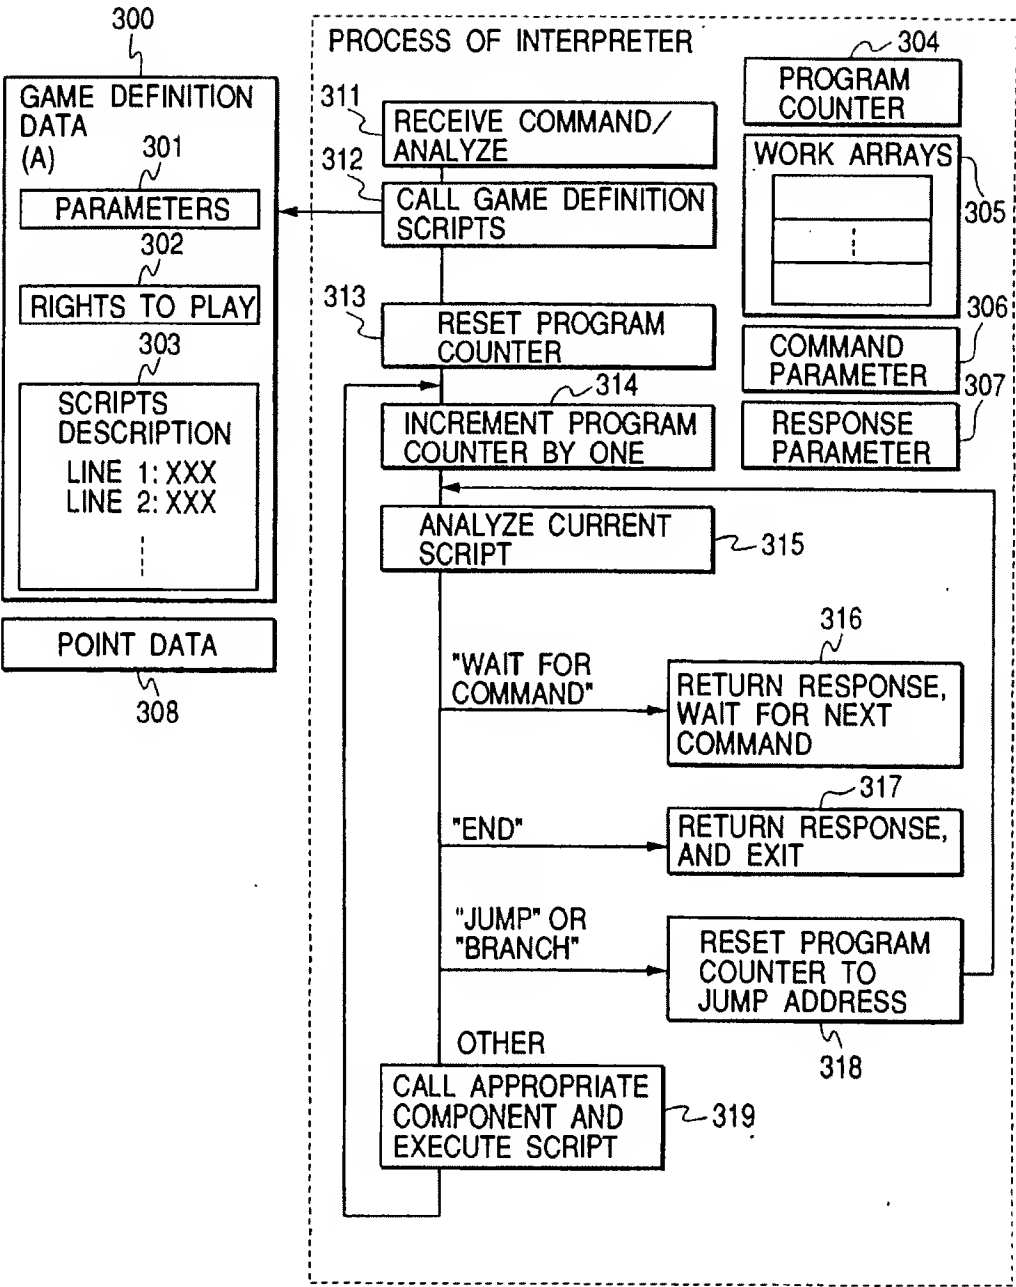 300
GAME DEFINITION
DATA
(A)
301
PARAMETERS
302
RIGHTS TO PLAY
303
SCRIPTS
DESCRIPTION
LINE 1: XXX
LINE 2: XXX
POINT DATA
308
PROCESS OF INTERPRETER
304
PROGRAM
COUNTER
311
RECEIVE COMMAND/
ANALYZE
WORK ARRAYS
305
312
CALL GAME DEFINITION
SCRIPTS
313
RESET PROGRAM
COUNTER
306
COMMAND
PARAMETER
314
INCREMENT PROGRAM
COUNTER BY ONE
307
RESPONSE
PARAMETER
ANALYZE CURRENT
SCRIPT
315
"WAIT FOR
COMMAND"
316
RETURN RESPONSE,
WAIT FOR NEXT
COMMAND
"END"
317
RETURN RESPONSE,
AND EXIT
"JUMP" OR
"BRANCH"
RESET PROGRAM
COUNTER TO
JUMP ADDRESS
318
OTHER
CALL APPROPRIATE
COMPONENT AND
EXECUTE SCRIPT
319